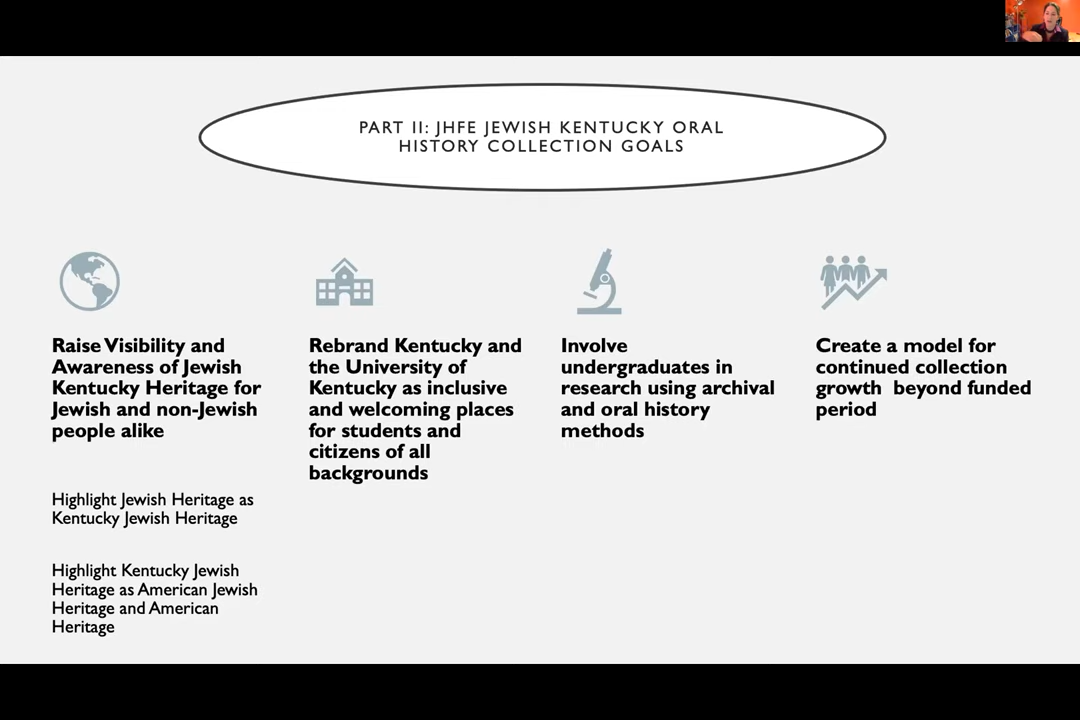 PART II: JHFE JEWISH KENTUCKY ORAL
HISTORY COLLECTION GOALS
Raise Visibility and
Awareness of Jewish
Kentucky Heritage for
Jewish and non-Jewish
people alike
Highlight Jewish Heritage as
Kentucky Jewish Heritage
Highlight Kentucky Jewish
Heritage as American Jewish
Heritage and American
Heritage
Rebrand Kentucky and
the University of
Kentucky as inclusive
and welcoming places
for students and
citizens of all
backgrounds
Involve
undergraduates in
research using archival
and oral history
methods
Create a model for
continued collection
growth beyond funded
period